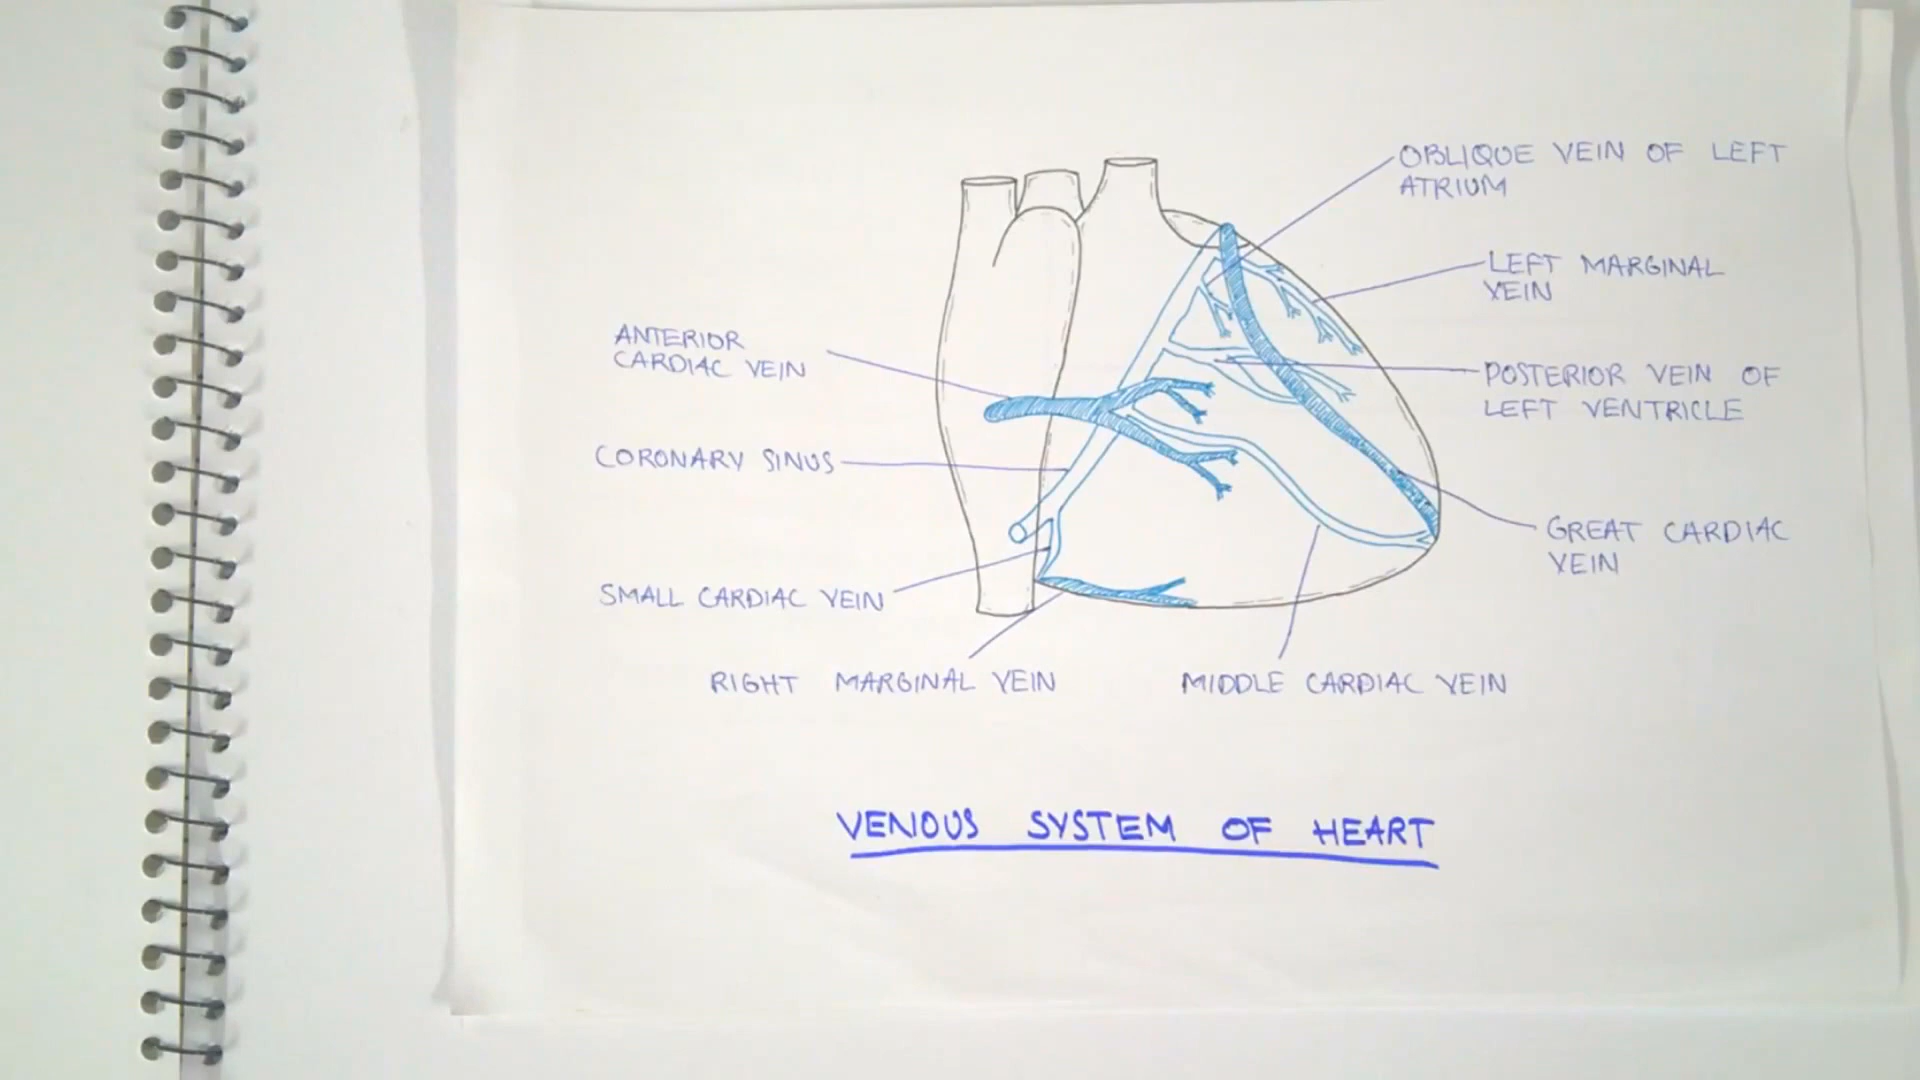 OBLIQUE VEIN OF LEFT
ATRIUM
LEFT MARGINAL
VEIN
ANTERIOR
CARDIAC VEIN
POSTERIOR VEIN OF
LEFT VENTRICLE
CORONARY SINUS
GREAT CARDIAC
VEIN
SMALL CARDIAC VEIN
RIGHT MARGINAL VEIN
MIDDLE CARDIAC VEIN
VENOUS SYSTEM OF HEART